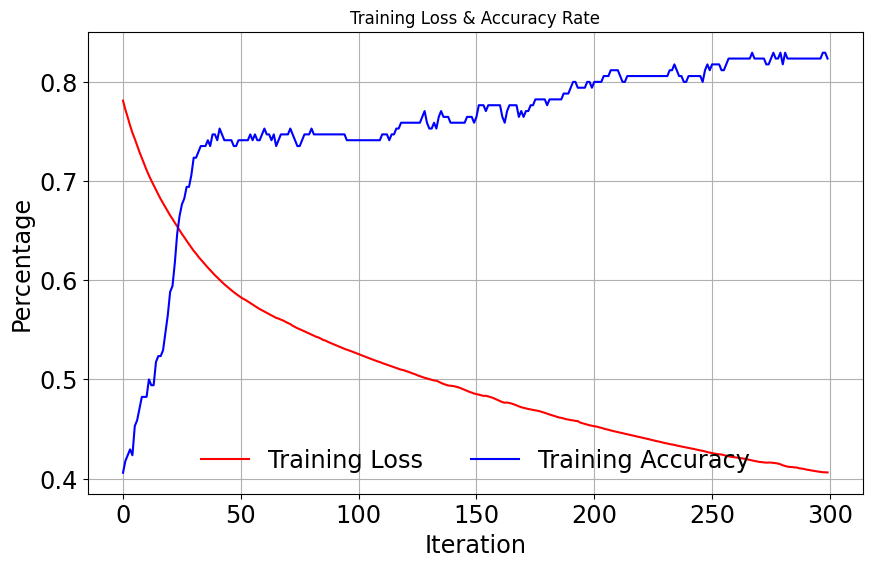 Training Loss & Accuracy Rate
0.8
0.7
0.6
0.5
0.4
Percentage
Training Loss Training Accuracy
0 50 100 150 200 250 300
Iteration